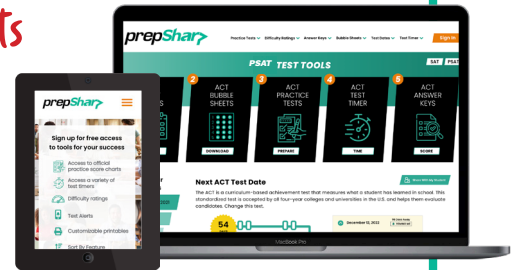 ts
prepSharp
Practice Tests Difficulty Ratings Answer Keys Bubble Sheets Test Dates Test Timer Sign In
PSAT TEST TOOLS
SAT PSAT
2 3 4 5
ACT BUBBLE SHEETS
DOWNLOAD
ACT PRACTICE TESTS
PREPARE
ACT TEST TIMER
TIME
ACT ANSWER KEYS
SCORE
Next ACT Test Date
The ACT is a curriculum-based achievement test that measures what a student has learned in school. This
standardized test is accepted by all four-year colleges and universities in the U.S. and helps them evaluate
candidates. Change this test.
54
December 10, 2022
MacBook Pro
prepSharp
Sign up for free access
to tools for your success
Access to official
practice score charts
Access a variety of
test timers
Difficulty ratings
Test Alerts
Customizable printables
Sort By Feature